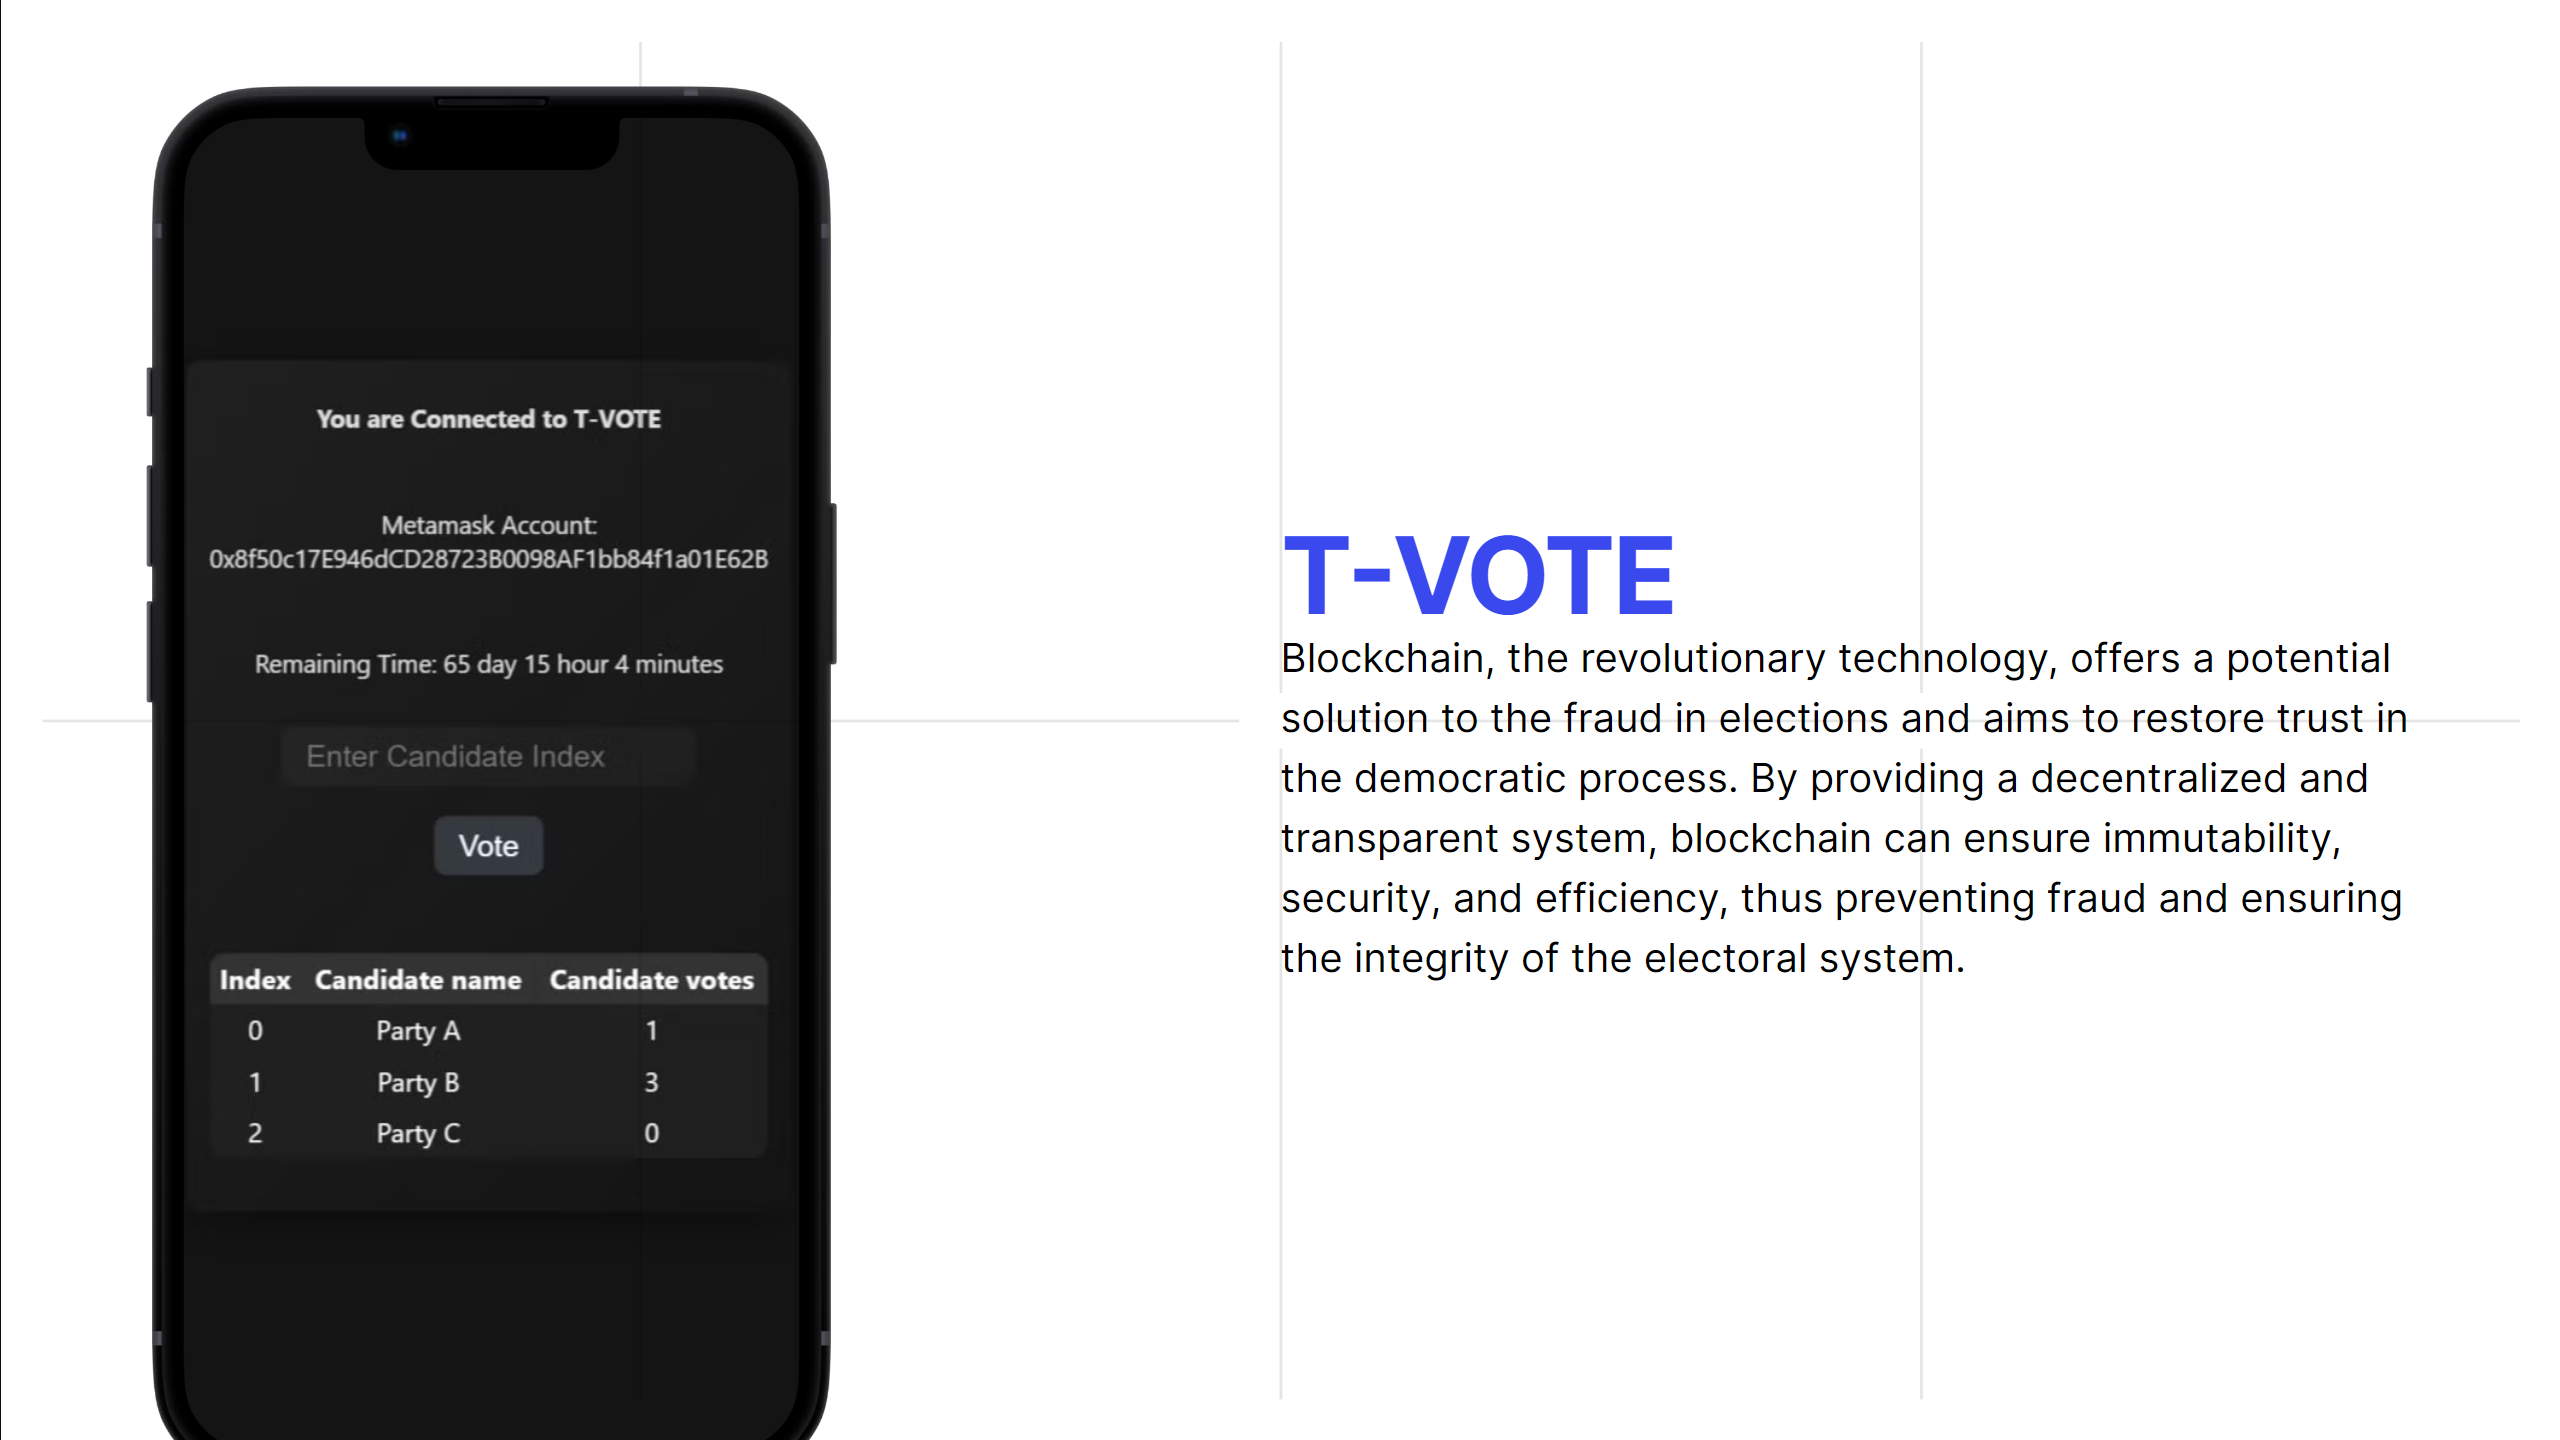 You are Connected to T-VOTE
Metamask Account:
0x8f50c17E946dCD28723B0098AF1bb84f1a01E62B
Remaining Time: 65 day 15 hour 4 minutes
Enter Candidate Index
Vote
Index Candidate name Candidate votes
0 Party A 1
1 Party B 3
2 Party C 0
T-VOTE
Blockchain, the revolutionary technology, offers a potential
solution to the fraud in elections and aims to restore trust in
the democratic process. By providing a decentralized and
transparent system, blockchain can ensure immutability,
security, and efficiency, thus preventing fraud and ensuring
the integrity of the electoral system.